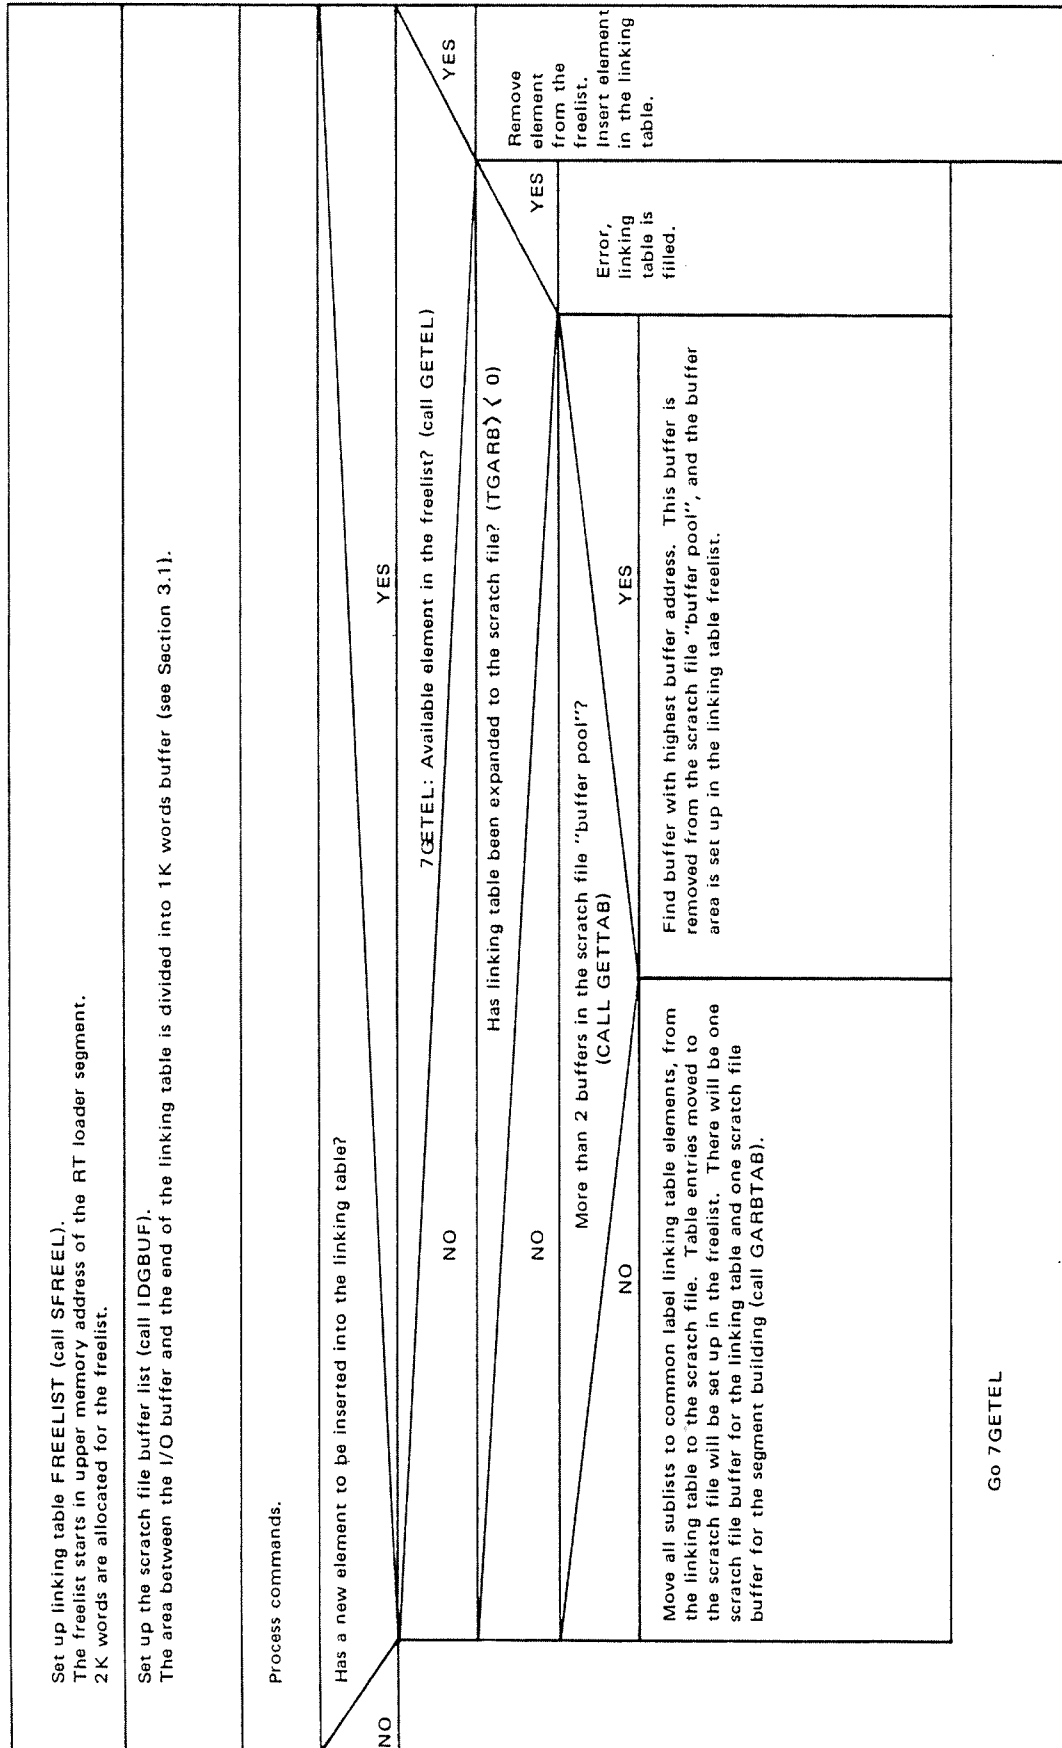 Set up linking table FREELIST (call SFREEL).
The freelist starts in upper memory address of the RT loader segment.
2K words are allocated for the freelist.
Set up the scratch file buffer list (call IDGBUF).
The area between the I/O buffer and the end of the linking table is divided into 1K words buffer (see Section 3.1).
Process commands.
Has a new element to be inserted into the linking table?
NO
YES
7GETEL: Available element in the freelist? (call GETEL)
NO
YES
Has linking table been expanded to the scratch file? (TGARB) < 0)
NO
YES
Remove
element
from the
freelist.
Insert element
in the linking
table.
More than 2 buffers in the scratch file "buffer pool"?
(CALL GETTAB)
NO
YES
Error,
linking
table is
filled.
Move all sublists to common label linking table elements, from
the linking table to the scratch file. Table entries moved to
the scratch file will be set up in the freelist. There will be one
scratch file buffer for the linking table and one scratch file
buffer for the segment building (call GARBTAB).
Find buffer with highest buffer address. This buffer is
removed from the scratch file "buffer pool", and the buffer
area is set up in the linking table freelist.
Go 7GETEL